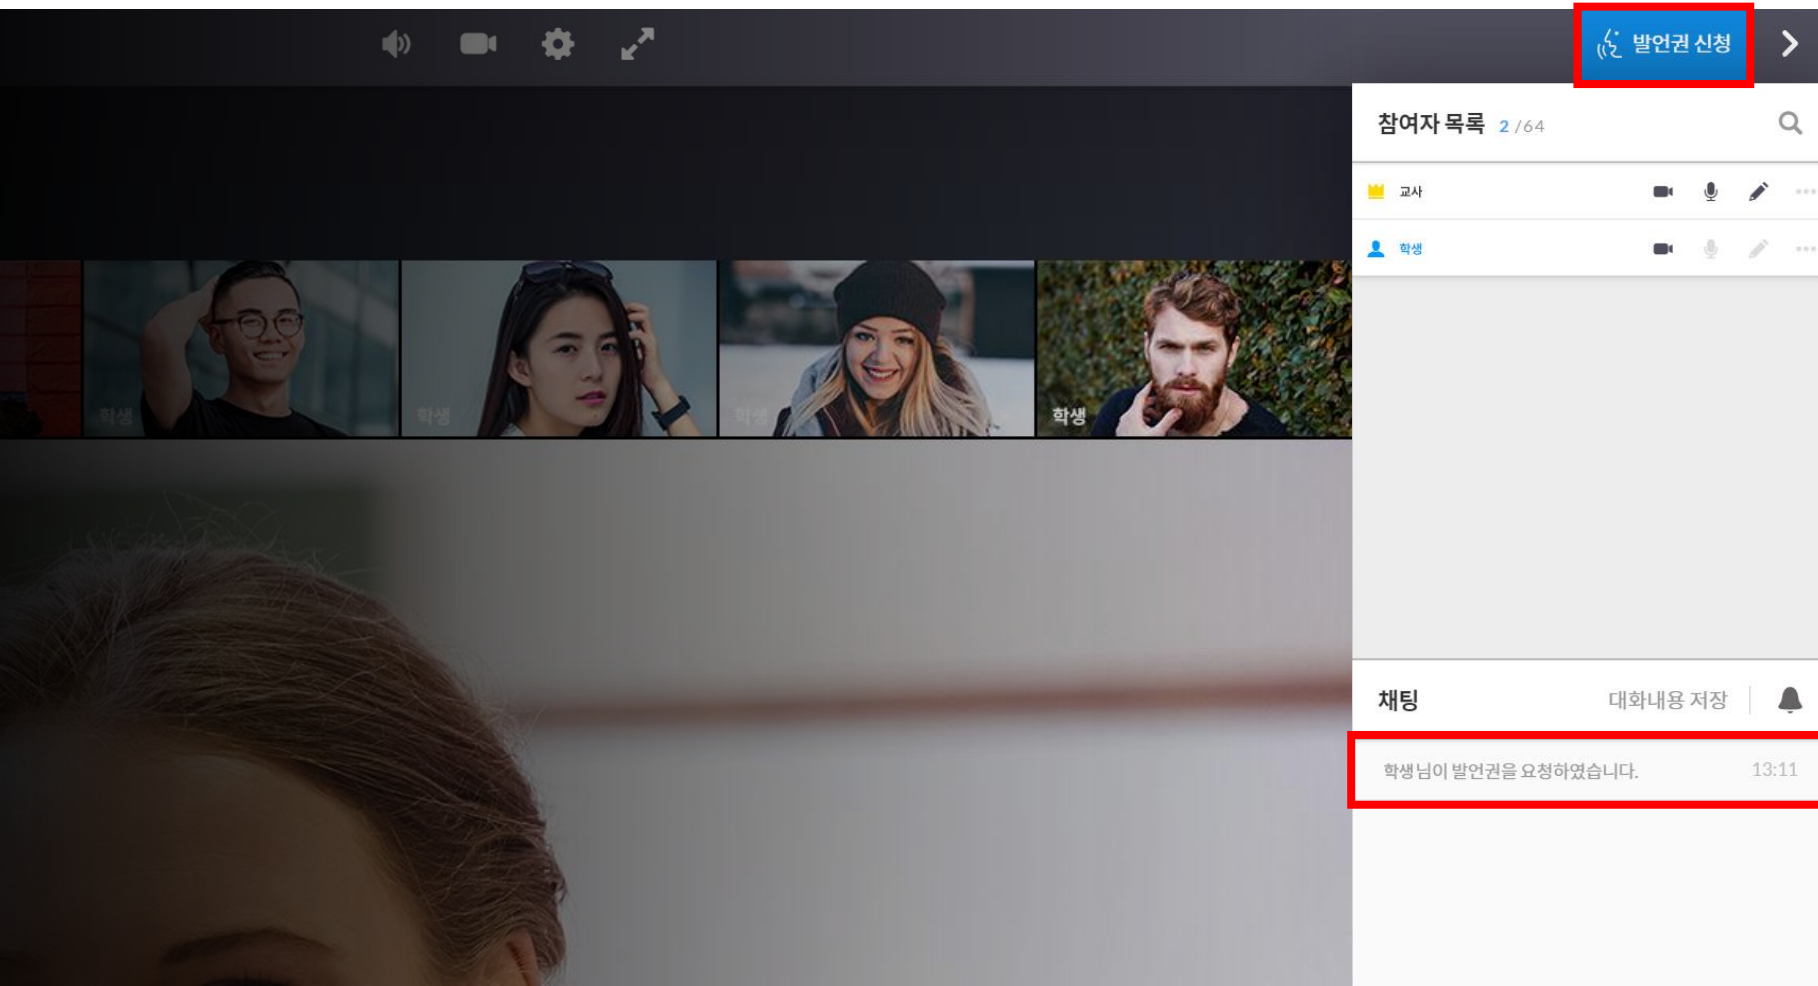 발언권 신청
참여자 목록 2 /64
교사
학생
학생
학생
학생
학생
채팅 대화내용 저장
학생님이 발언권을 요청하였습니다. 13:11